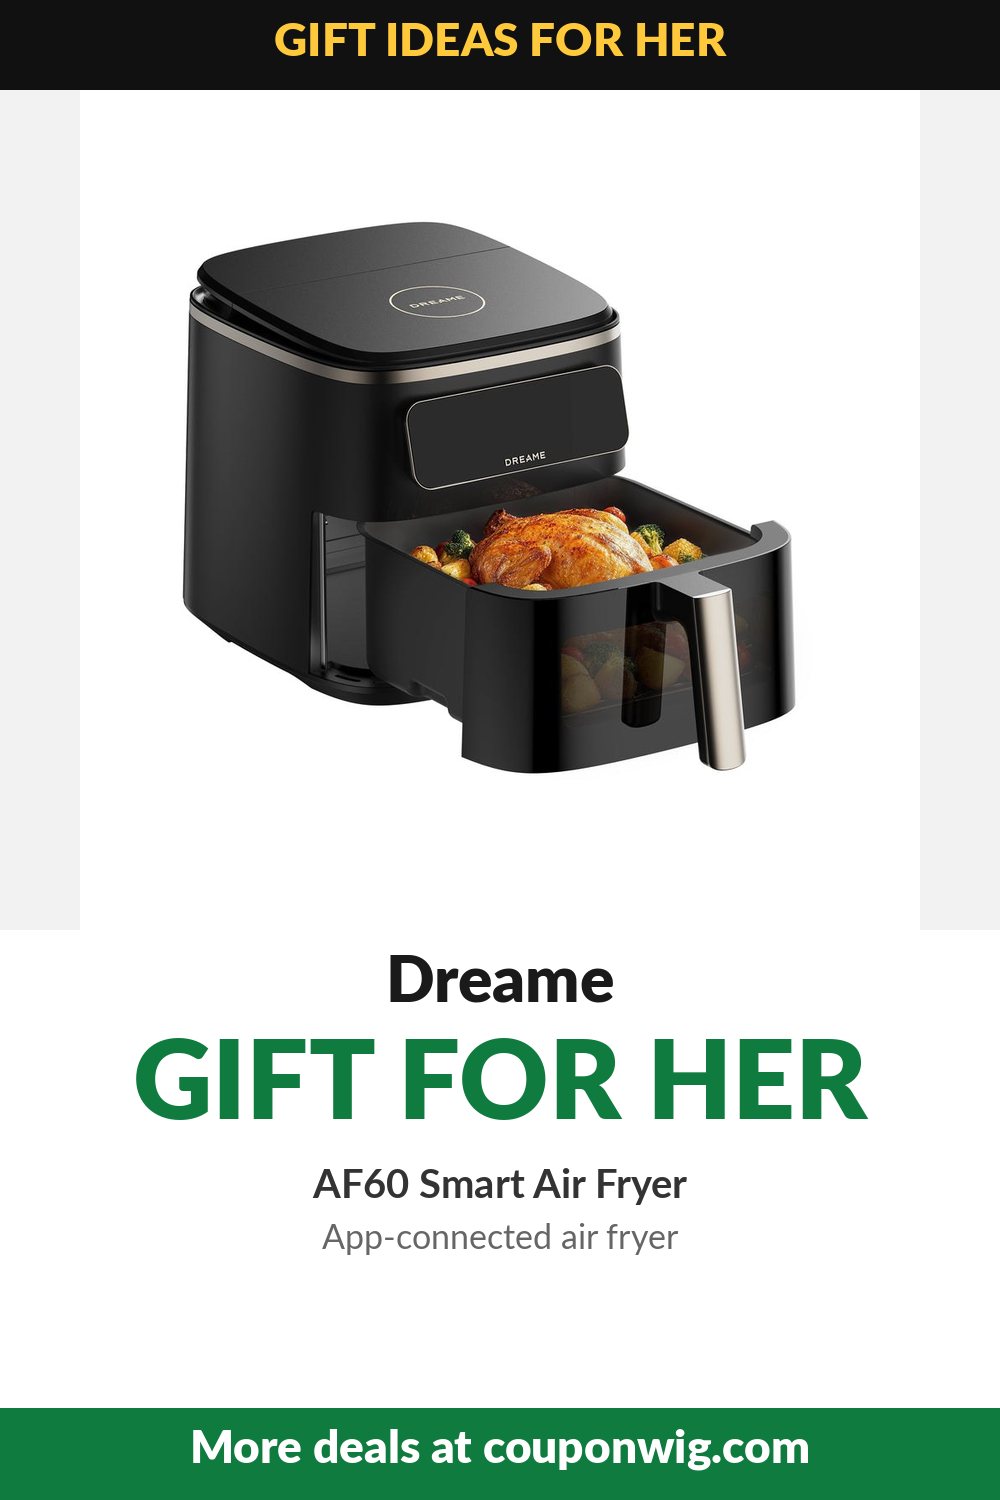 GIFT IDEAS FOR HER
DREAME
DREAME
Dreame
GIFT FOR HER
AF60 Smart Air Fryer
App-connected air fryer
More deals at couponwig.com